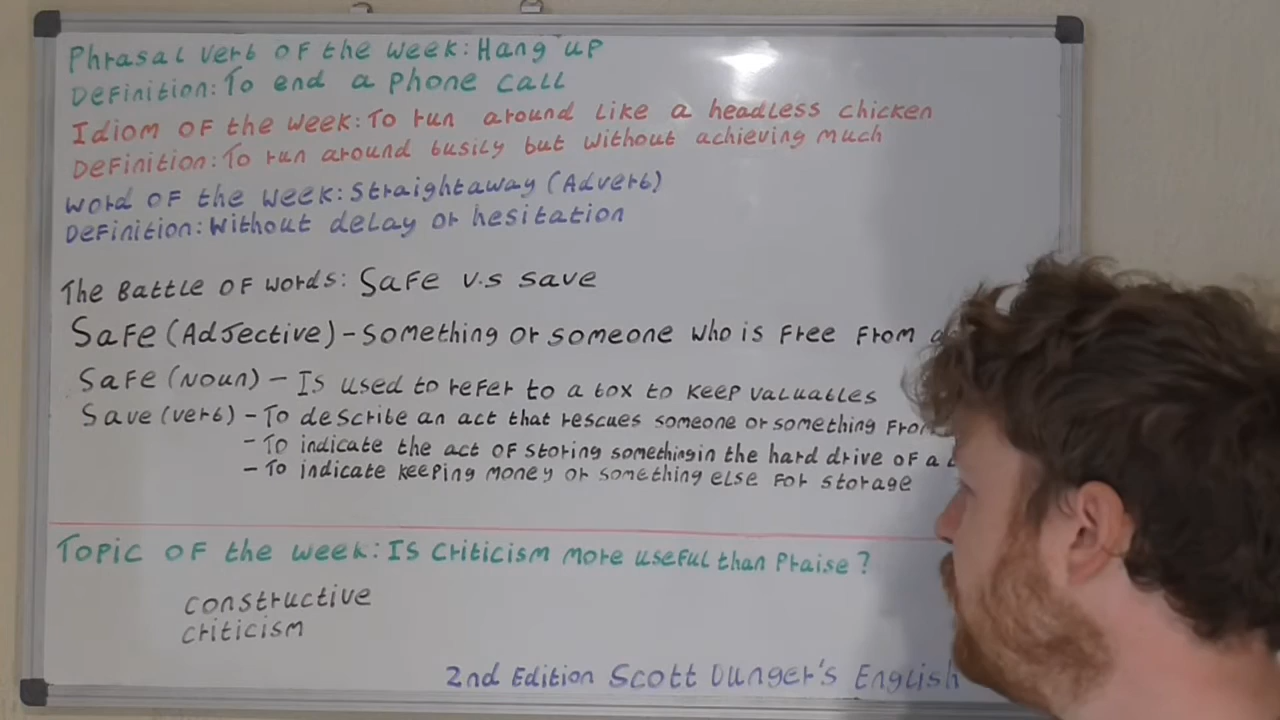 Phrasal verb of the week: Hang up
Definition: To end a phone call
Idiom of the week: To run around like a headless chicken
Definition: To run around busily but without achieving much
Word of the week: Straightaway (Adverb)
Definition: Without delay or hesitation
The Battle of words: Safe v.s save
Safe (Adjective) - Something or someone who is free from
Safe (Noun) - Is used to refer to a box to keep valuables
Save (verb) - To describe an act that rescues someone or something from
- To indicate the act of storing something in the hard drive of a
- To indicate keeping money or something else for storage
Topic of the week: Is criticism more useful than praise?
constructive
criticism
2nd Edition Scott Dunger's English